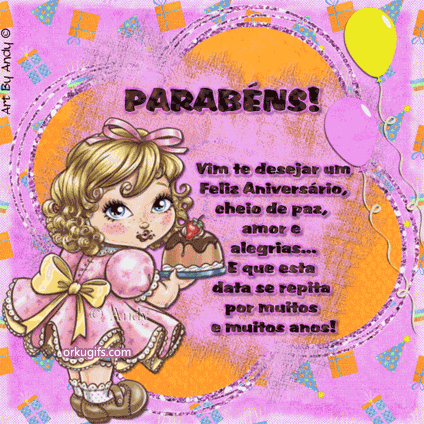 Art By Andy ©
PARABÉNS!
Vim te desejar um
Feliz Aniversário,
cheio de paz,
amor e
alegrias...
E que esta
data se repita
por muitos
e muitos anos!
orkugifs.com